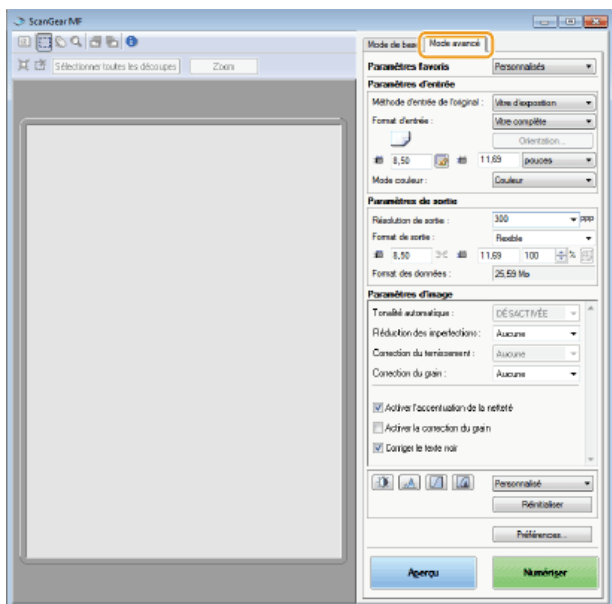 ScanGear MF
Mode de base Mode avancé
Sélectionner toutes les découpes Zoom
Paramètres favoris Personnalisés
Paramètres d'entrée
Méthode d'entrée de l'original : Vitre d'exposition
Format d'entrée : Vitre complète
Orientation...
8,50 11,69 pouces
Mode couleur : Couleur
Paramètres de sortie
Résolution de sortie : 300 ppp
Format de sortie : Flexible
8,50 11,69 100 %
Format des données : 25,59 Mo
Paramètres d'image
Tonalité automatique : DÉSACTIVÉE
Réduction des imperfections : Aucune
Correction du ternissement : Aucune
Correction du grain : Aucune
Activer l'accentuation de la netteté
Activer la correction du grain
Corriger le texte noir
Personnalisé
Réinitialiser
Préférences...
Aperçu Numériser